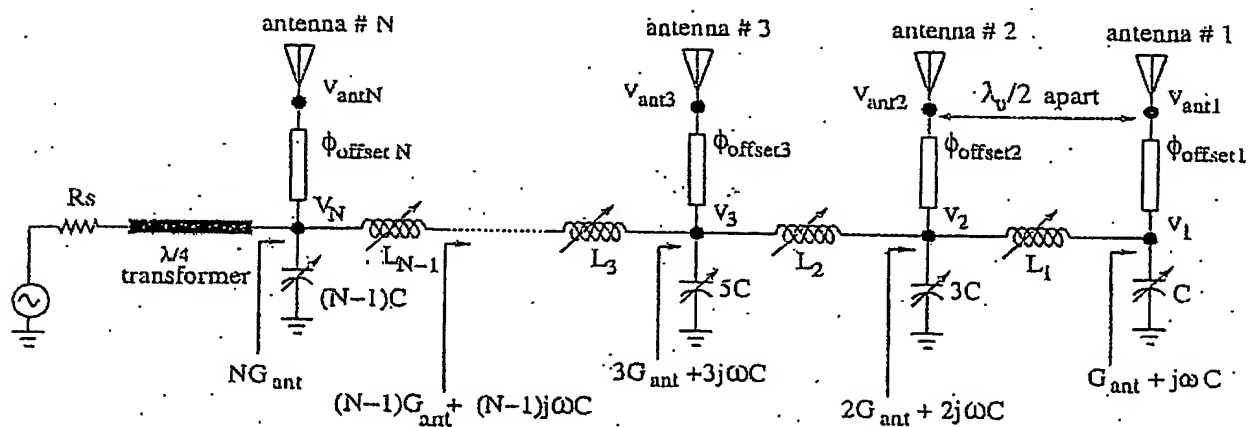 antenna # N
antenna # 3
antenna # 2
antenna # 1
v_antN
v_ant3
v_ant2
λ_υ/2 apart
v_ant1
ϕ_offset N
ϕ_offset3
ϕ_offset2
ϕ_offset1
Rs
V_N
v_3
v_2
v_1
λ/4
transformer
L_N−1
L_3
L_2
L_1
(N−1)C
5C
3C
C
NG_ant
(N−1)G_ant + (N−1)jωC
3G_ant +3jωC
2G_ant + 2jωC
G_ant + jωC